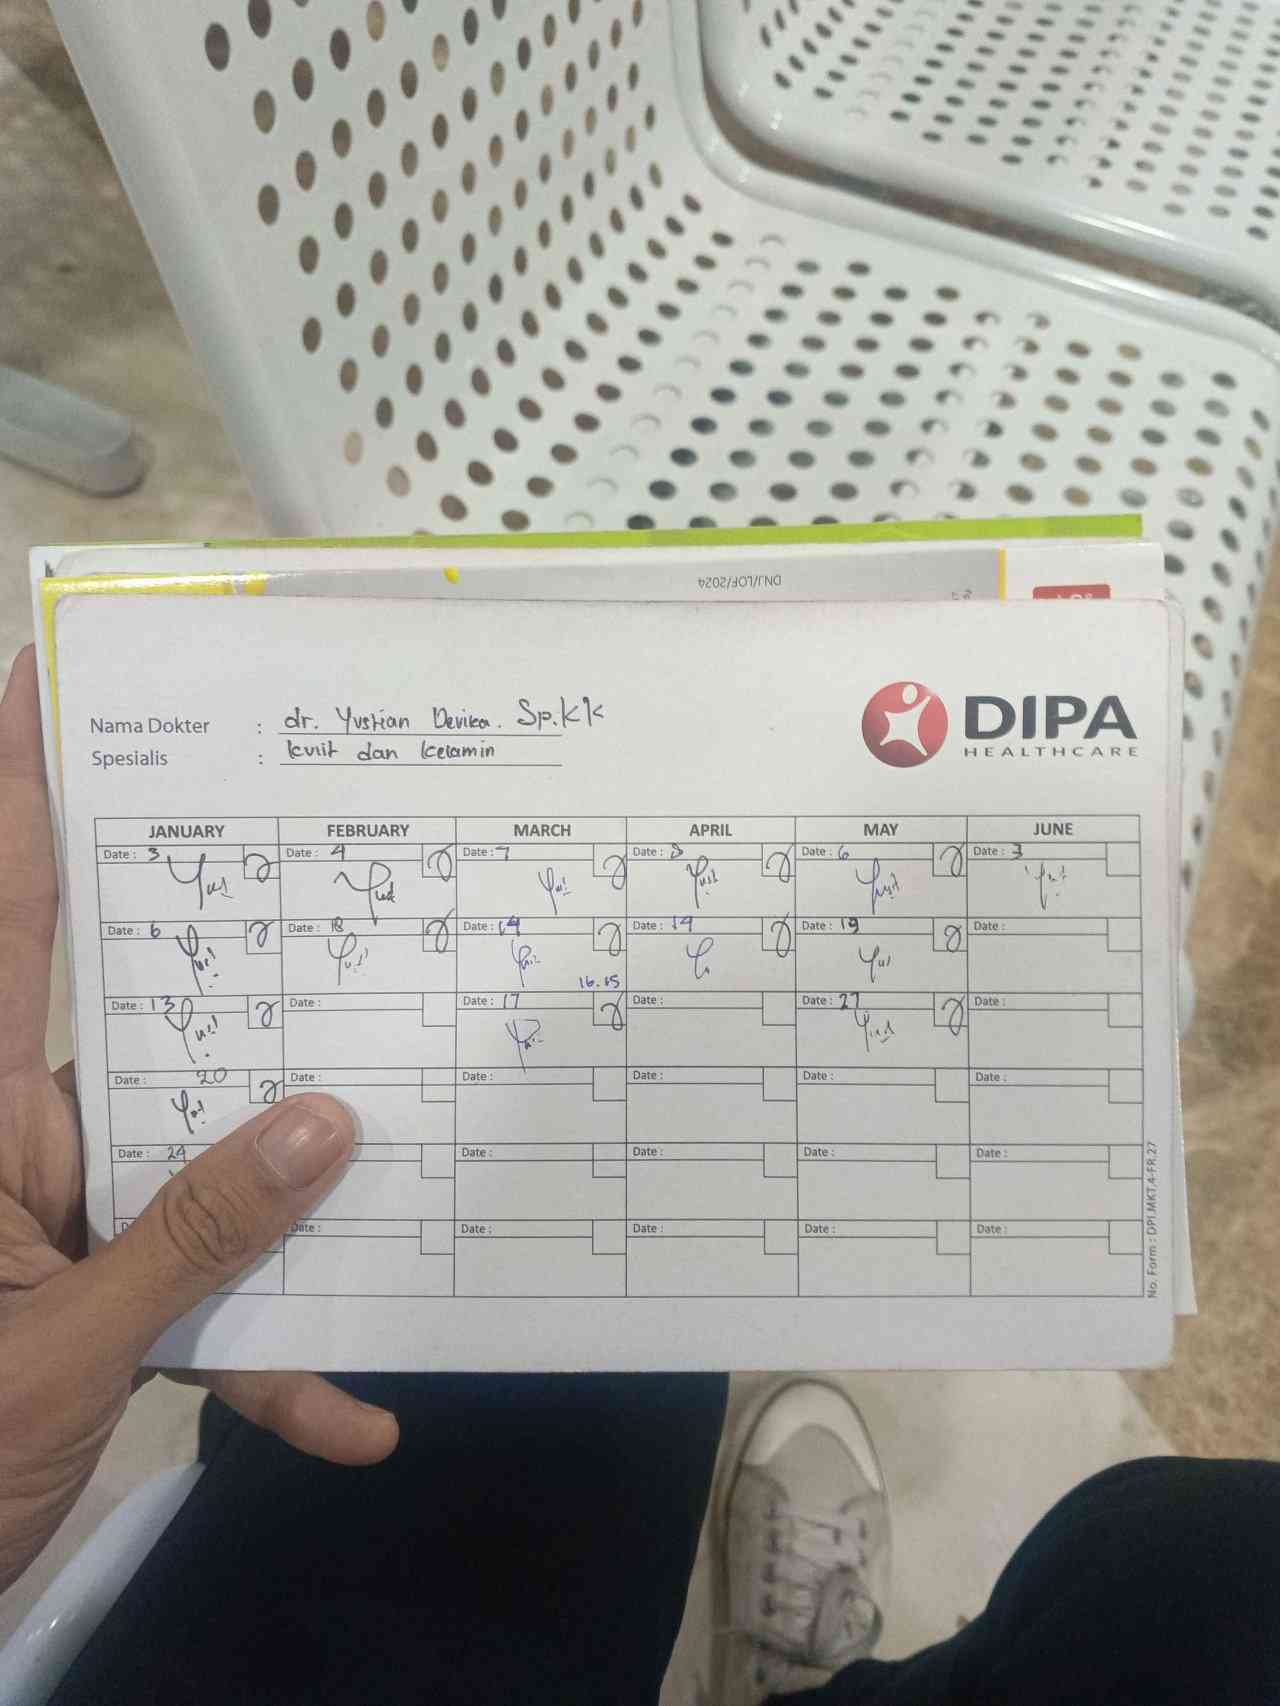 DNJ/LOF/2024
Nama Dokter : dr. Yustian Devika. Sp.KK
Spesialis : kulit dan kelamin
DIPA
HEALTHCARE
JANUARY FEBRUARY MARCH APRIL MAY JUNE
Date : 3 Date : 4 Date : 7 Date : 8 Date : 6 Date : 3
Date : 6 Date : 18 Date : 14 Date : 19 Date : 19 Date :
16.15
Date : 13 Date : Date : 17 Date : Date : 27 Date :
Date : 20 Date : Date : Date : Date : Date :
Date : 24 Date : Date : Date : Date :
Date : Date : Date : Date : Date :
No. Form : DPI.MKT.4-FR.27